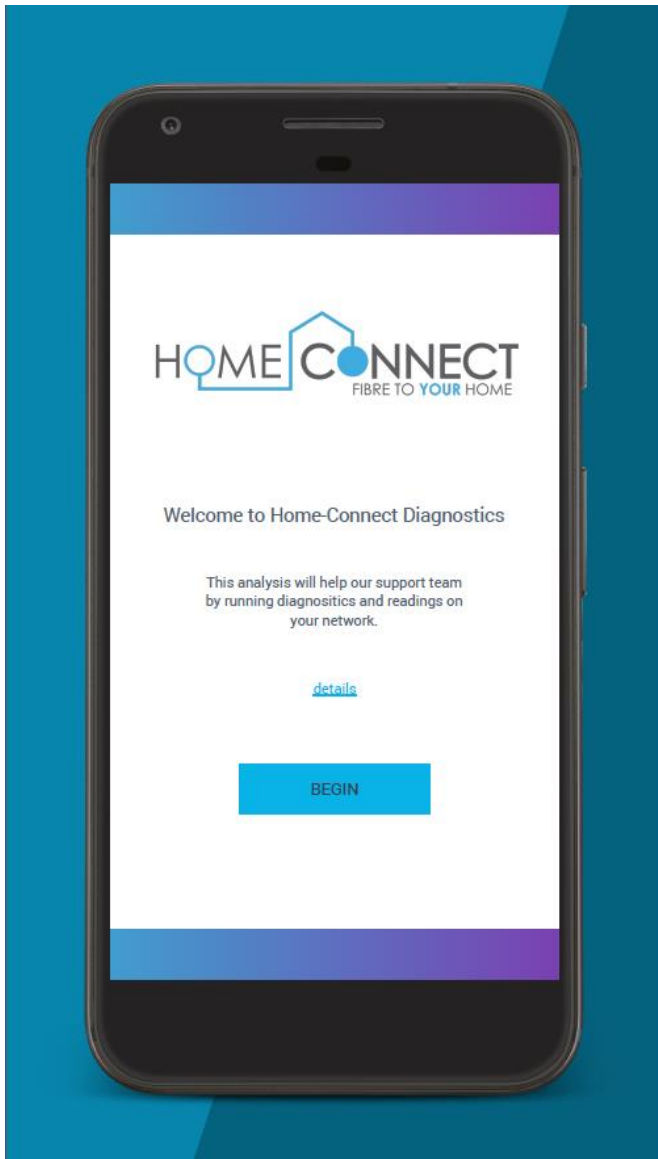 HOME CONNECT
FIBRE TO YOUR HOME
Welcome to Home-Connect Diagnostics
This analysis will help our support team
by running diagnositics and readings on
your network.
details
BEGIN